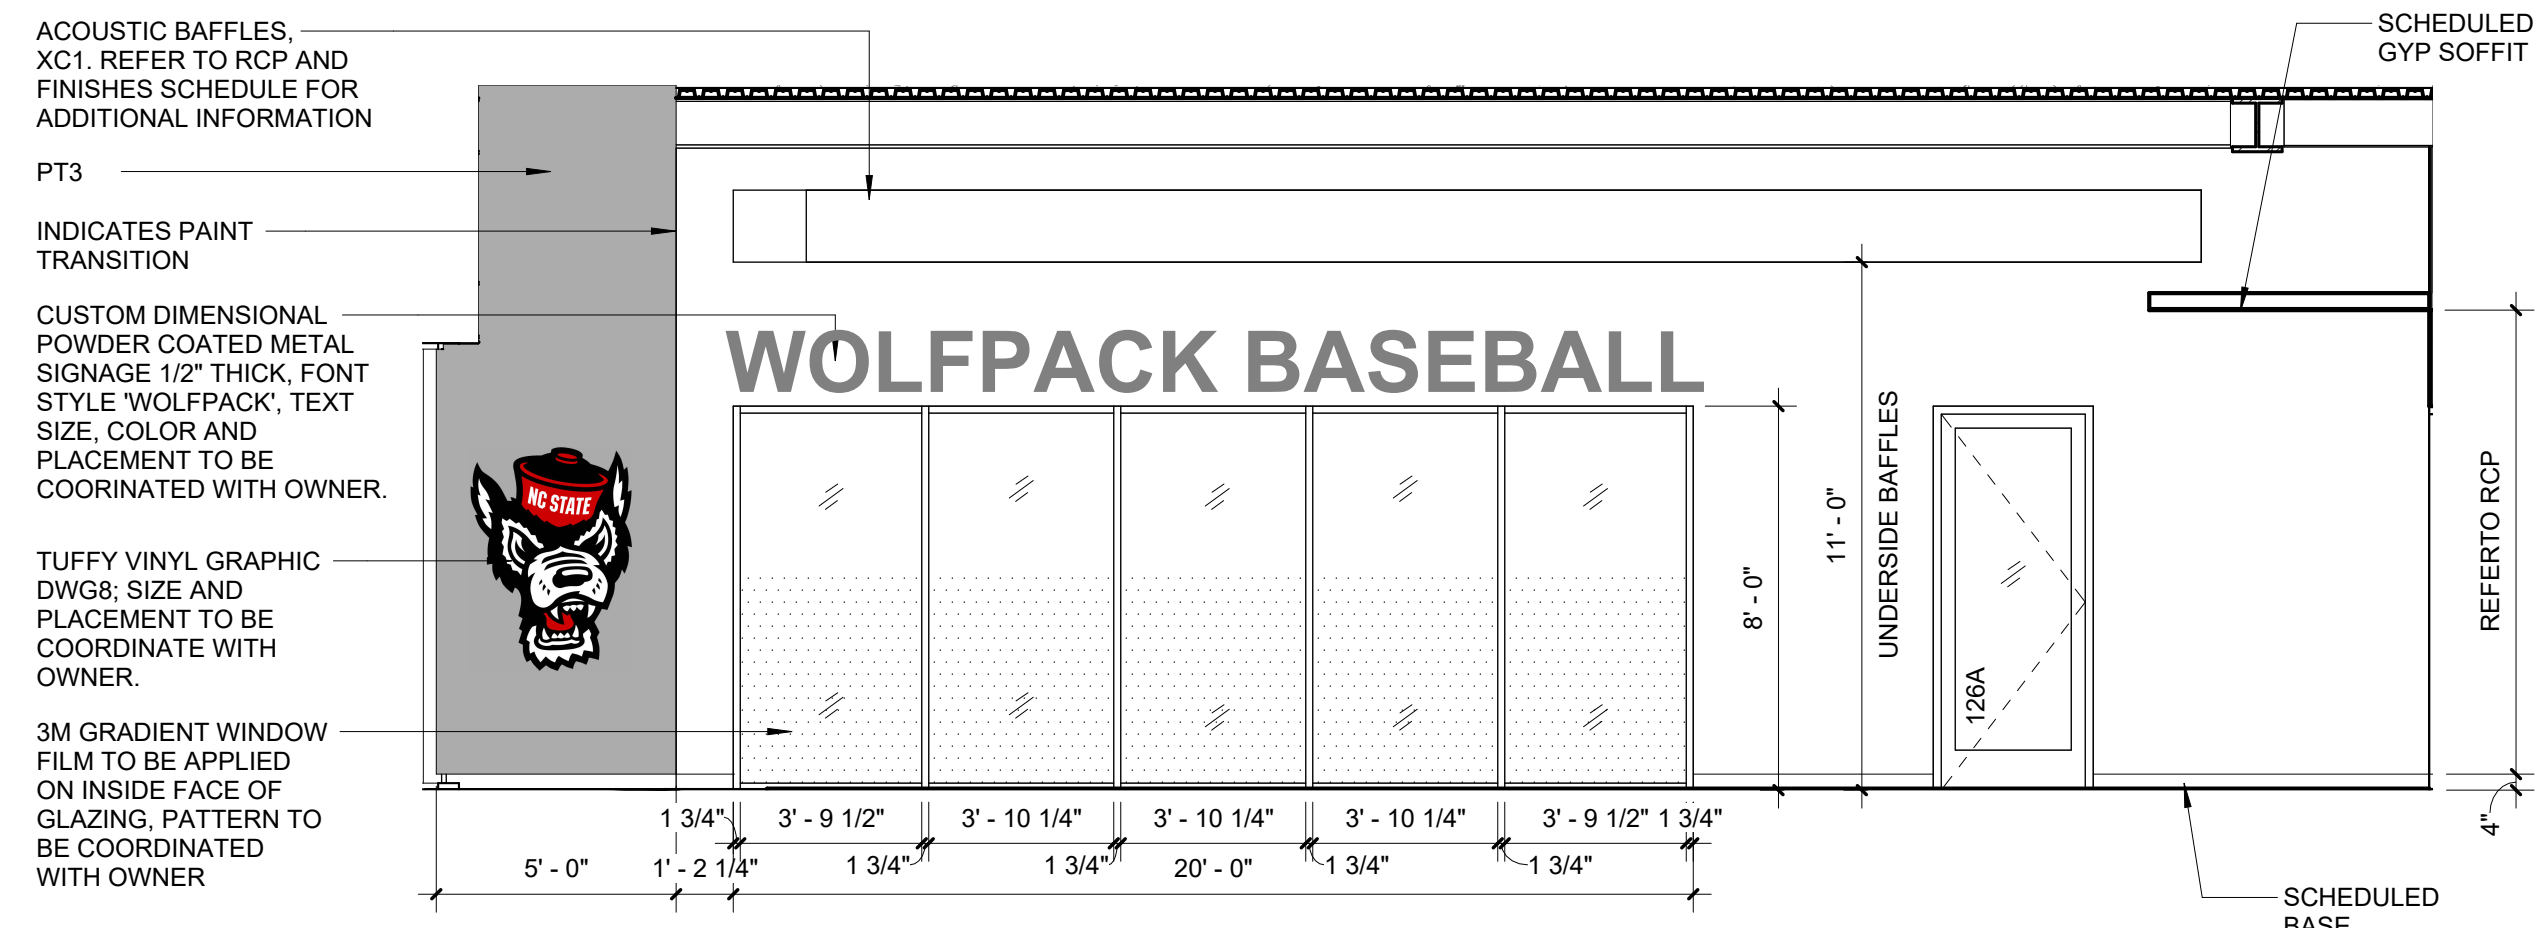 ACOUSTIC BAFFLES,
XC1. REFER TO RCP AND
FINISHES SCHEDULE FOR
ADDITIONAL INFORMATION
PT3
INDICATES PAINT
TRANSITION
CUSTOM DIMENSIONAL
POWDER COATED METAL
SIGNAGE 1/2" THICK, FONT
STYLE 'WOLFPACK', TEXT
SIZE, COLOR AND
PLACEMENT TO BE
COORINATED WITH OWNER.
TUFFY VINYL GRAPHIC
DWG8; SIZE AND
PLACEMENT TO BE
COORDINATE WITH
OWNER.
3M GRADIENT WINDOW
FILM TO BE APPLIED
ON INSIDE FACE OF
GLAZING, PATTERN TO
BE COORDINATED
WITH OWNER
SCHEDULED
GYP SOFFIT
WOLFPACK BASEBALL
NC STATE
8' - 0"
11' - 0"
UNDERSIDE BAFFLES
126A
REFERTO RCP
4"
1 3/4" 3' - 9 1/2" 3' - 10 1/4" 3' - 10 1/4" 3' - 10 1/4" 3' - 9 1/2" 1 3/4"
5' - 0" 1' - 2 1/4" 1 3/4" 1 3/4" 20' - 0" 1 3/4" 1 3/4"
SCHEDULED
BASE